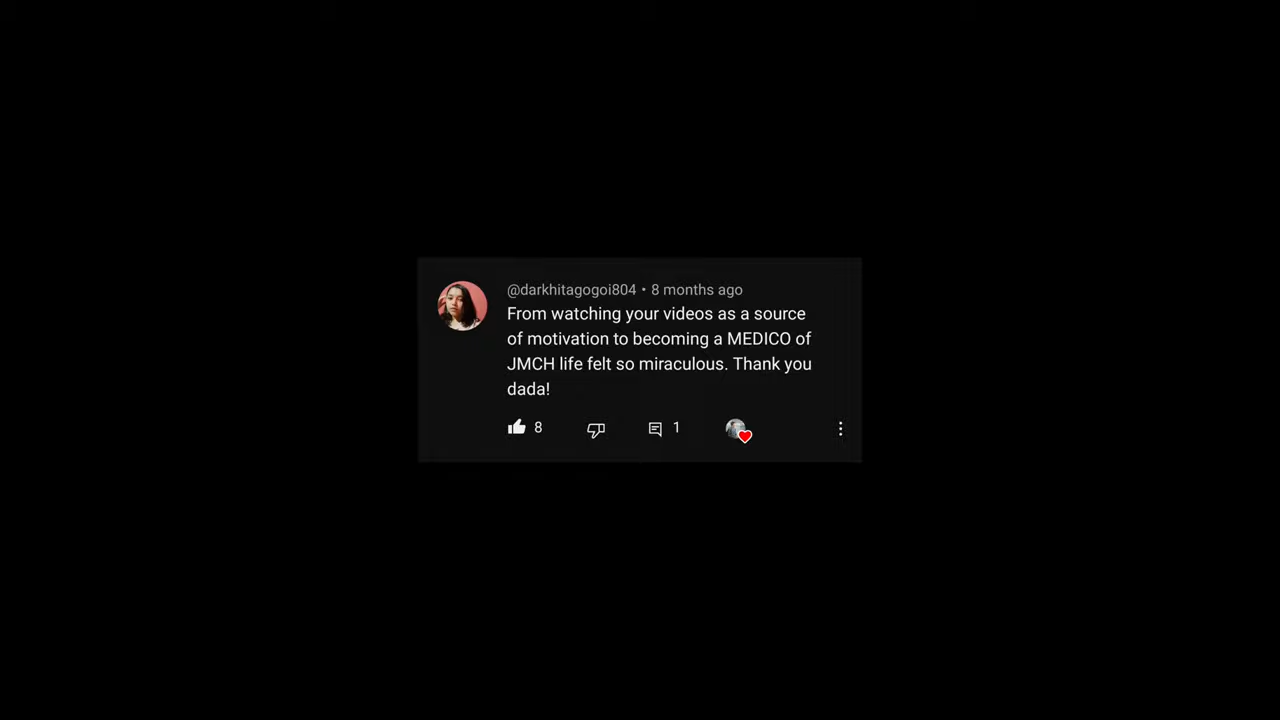 @darkhitagogoi804 • 8 months ago
From watching your videos as a source
of motivation to becoming a MEDICO of
JMCH life felt so miraculous. Thank you
dada!
8 1